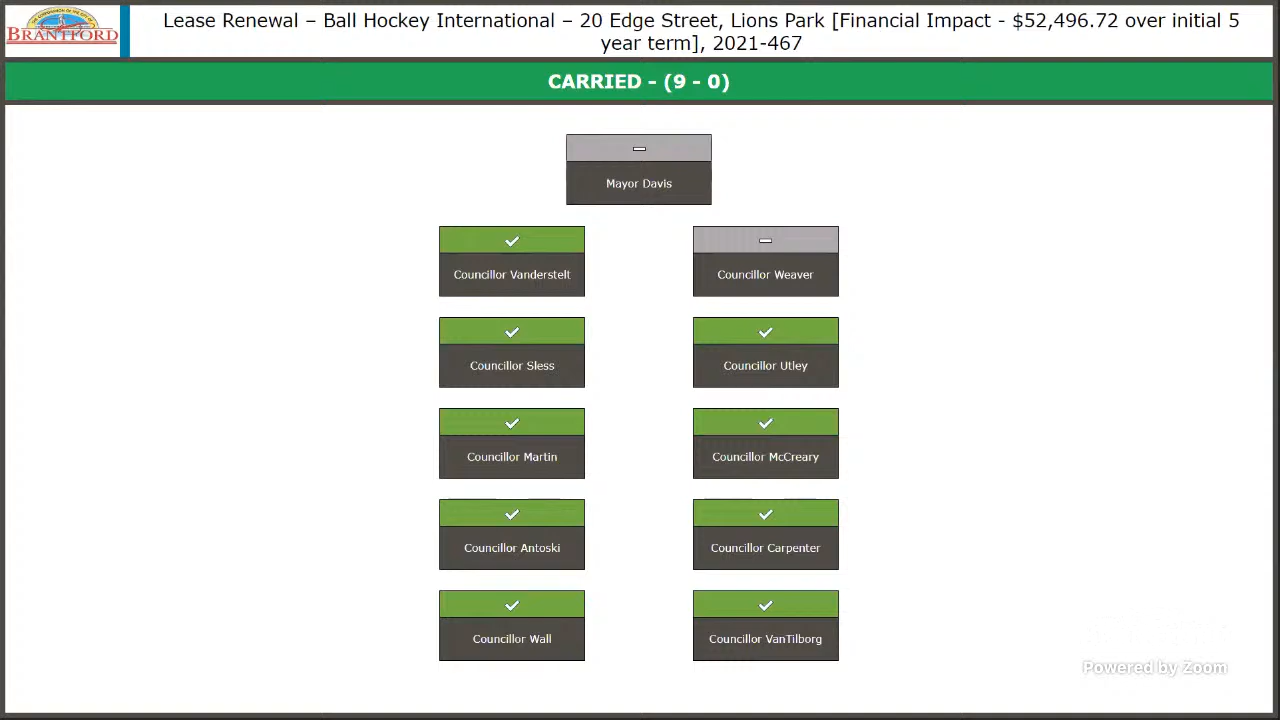 BRANTFORD
Lease Renewal – Ball Hockey International – 20 Edge Street, Lions Park [Financial Impact - $52,496.72 over initial 5
year term], 2021-467
CARRIED - (9 - 0)
Mayor Davis
Councillor Vanderstelt
Councillor Weaver
Councillor Sless
Councillor Utley
Councillor Martin
Councillor McCreary
Councillor Antoski
Councillor Carpenter
Councillor Wall
Councillor VanTilborg
Powered by Zoom